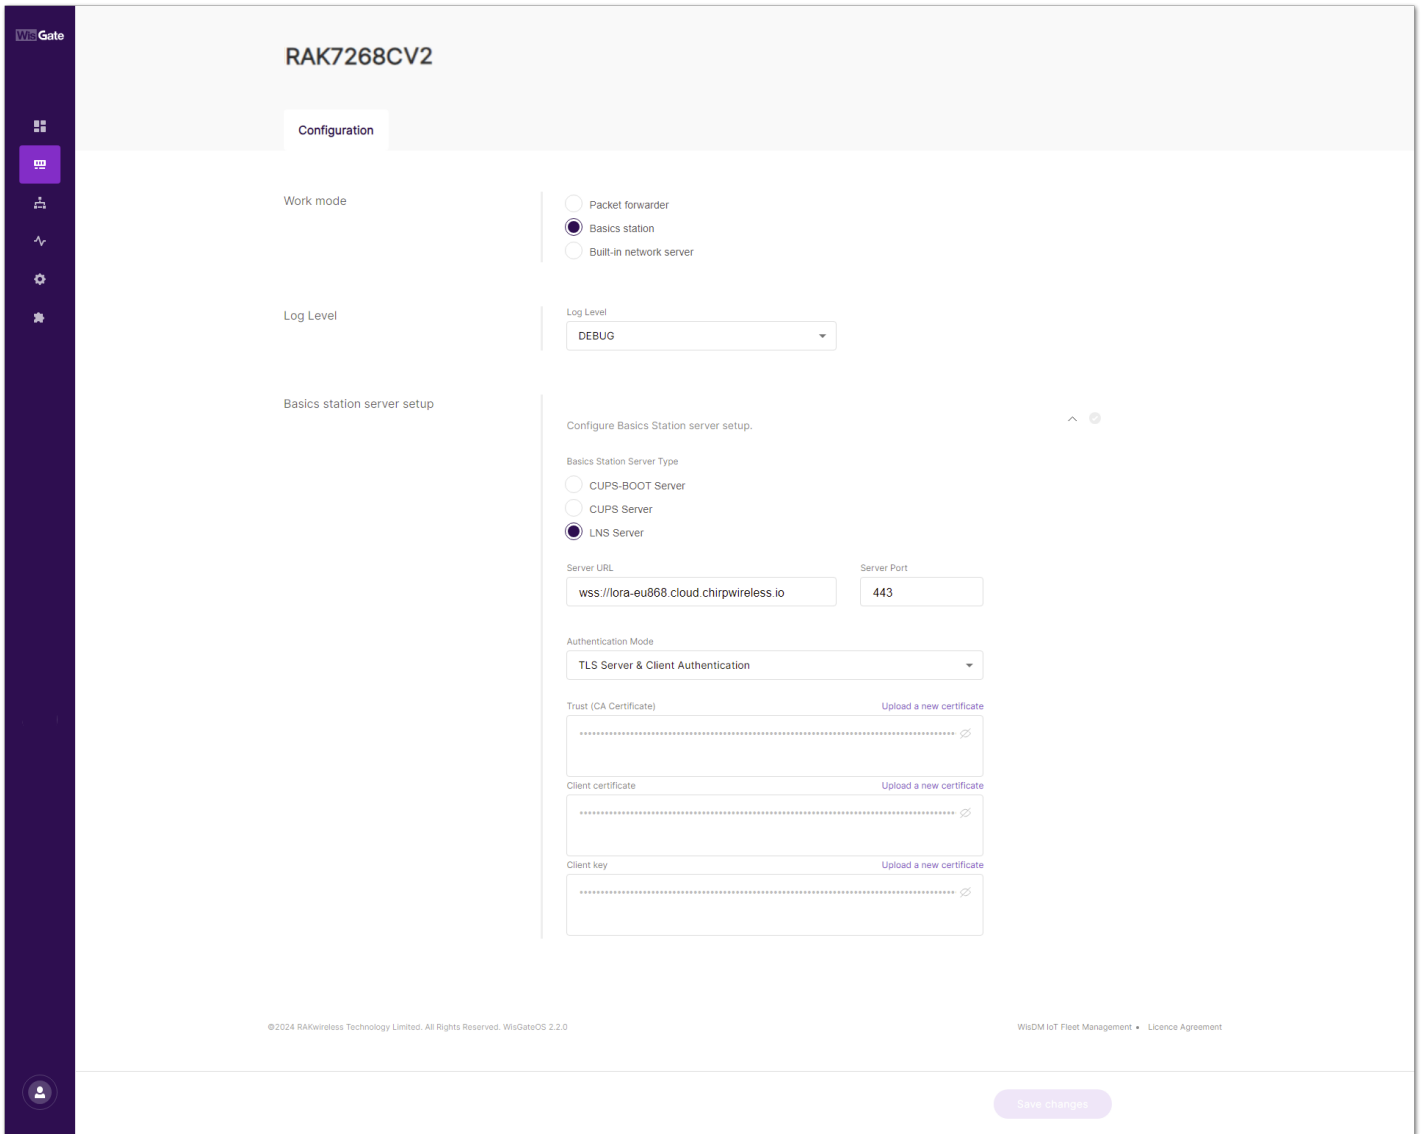 WisGate
RAK7268CV2
Configuration
Work mode
Packet forwarder
Basics station
Built-in network server
Log Level
Log Level
DEBUG
Basics station server setup
Configure Basics Station server setup.
Basics Station Server Type
CUPS-BOOT Server
CUPS Server
LNS Server
Server URL Server Port
wss://lora-eu868.cloud.chirpwireless.io 443
Authentication Mode
TLS Server & Client Authentication
Trust (CA Certificate) Upload a new certificate
Client certificate Upload a new certificate
Client key Upload a new certificate
©2024 RAKwireless Technology Limited. All Rights Reserved. WisGateOS 2.2.0 WisDM IoT Fleet Management • Licence Agreement
Save changes